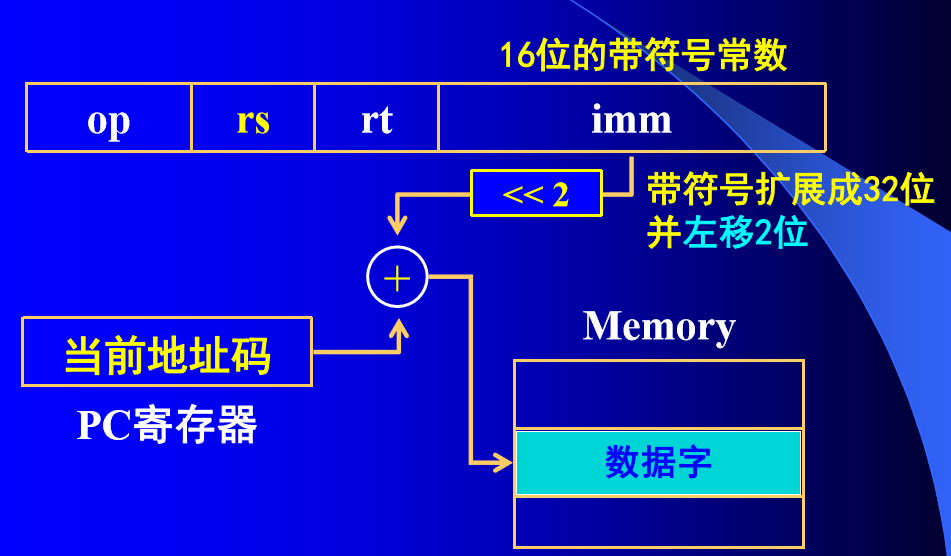 16位的带符号常数
op rs rt imm
<< 2
带符号扩展成32位
并左移2位
+
Memory
当前地址码
PC寄存器
数据字